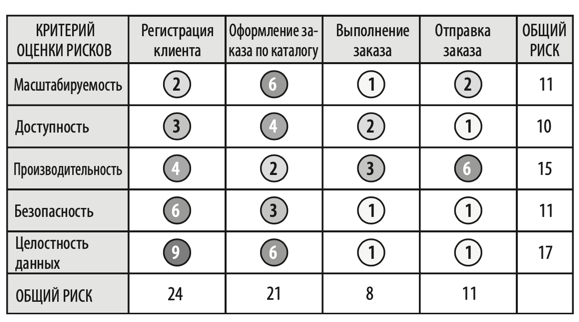 КРИТЕРИЙ ОЦЕНКИ РИСКОВ | Регистрация клиента | Оформление за-каза по каталогу | Выполнение заказа | Отправка заказа | ОБЩИЙ РИСК
Масштабируемость 2 6 1 2 11
Доступность 3 4 2 1 10
Производительность 4 2 3 6 15
Безопасность 6 3 1 1 11
Целостность данных 9 6 1 1 17
ОБЩИЙ РИСК 24 21 8 11